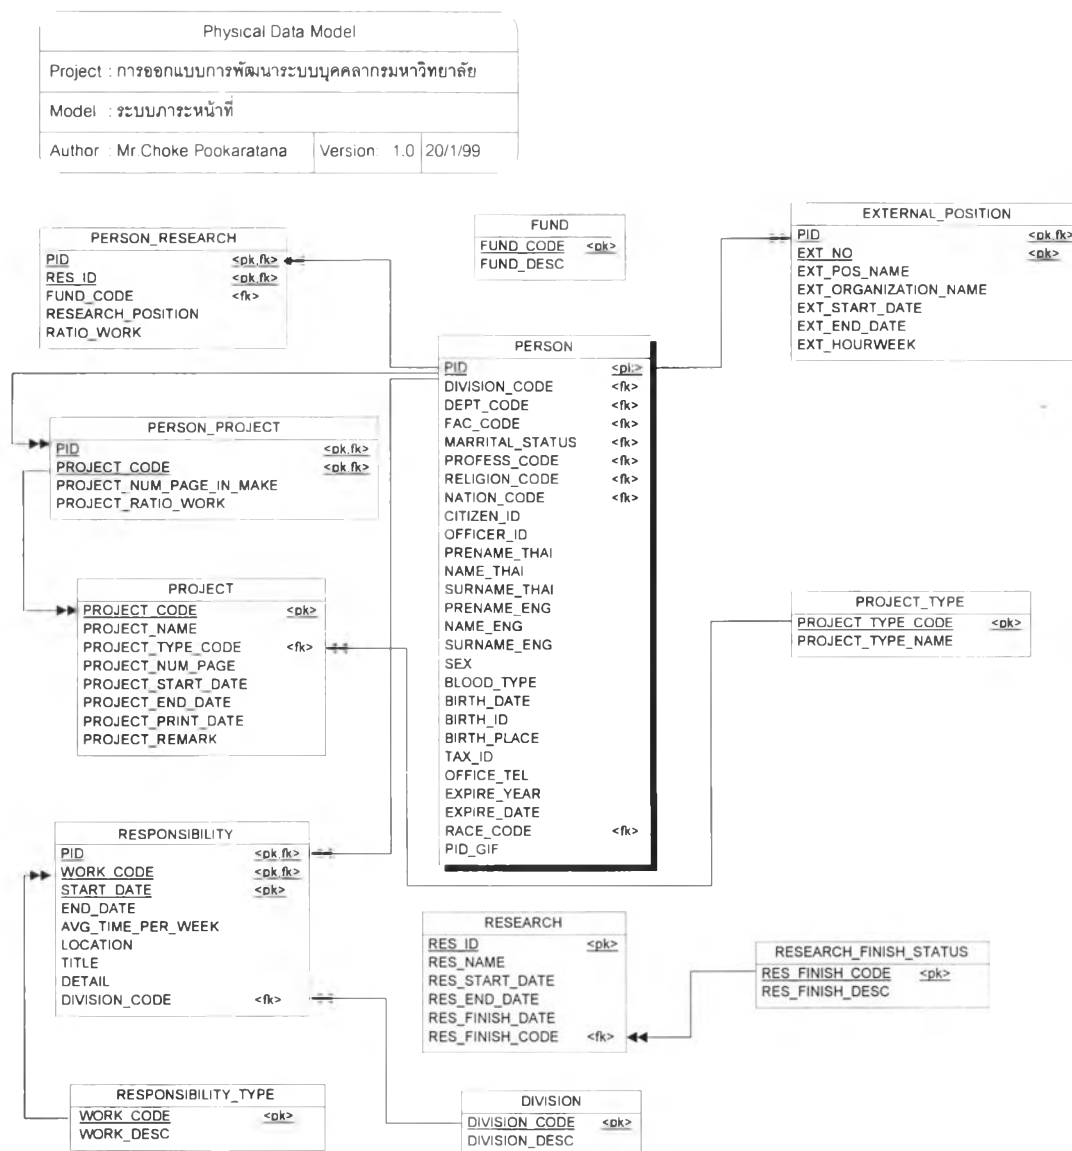 Physical Data Model
Project : การออกแบบการพัฒนาระบบบุคคลากรมหาวิทยาลัย
Model : ระบบภาระหน้าที่
Author : Mr.Choke Pookaratana Version: 1.0 20/1/99
PERSON_RESEARCH
PID <pk,fk>
RES_ID <pk,fk>
FUND_CODE <fk>
RESEARCH_POSITION
RATIO_WORK
FUND
FUND_CODE <pk>
FUND_DESC
EXTERNAL_POSITION
PID <pk,fk>
EXT_NO <pk>
EXT_POS_NAME
EXT_ORGANIZATION_NAME
EXT_START_DATE
EXT_END_DATE
EXT_HOURWEEK
PERSON
PID
DIVISION_CODE <fk>
DEPT_CODE <fk>
FAC_CODE <fk>
MARRITAL_STATUS <fk>
PROFESS_CODE <fk>
RELIGION_CODE <fk>
NATION_CODE <fk>
CITIZEN_ID
OFFICER_ID
PRENAME_THAI
NAME_THAI
SURNAME_THAI
PRENAME_ENG
NAME_ENG
SURNAME_ENG
SEX
BLOOD_TYPE
BIRTH_DATE
BIRTH_ID
BIRTH_PLACE
TAX_ID
OFFICE_TEL
EXPIRE_YEAR
EXPIRE_DATE
RACE_CODE <fk>
PID_GIF
PERSON_PROJECT
PID <pk,fk>
PROJECT_CODE <pk,fk>
PROJECT_NUM_PAGE_IN_MAKE
PROJECT_RATIO_WORK
PROJECT
PROJECT_CODE <pk>
PROJECT_NAME
PROJECT_TYPE_CODE <fk>
PROJECT_NUM_PAGE
PROJECT_START_DATE
PROJECT_END_DATE
PROJECT_PRINT_DATE
PROJECT_REMARK
PROJECT_TYPE
PROJECT_TYPE_CODE <pk>
PROJECT_TYPE_NAME
RESPONSIBILITY
PID <pk,fk>
WORK_CODE <pk,fk>
START_DATE <pk>
END_DATE
AVG_TIME_PER_WEEK
LOCATION
TITLE
DETAIL
DIVISION_CODE <fk>
RESEARCH
RES_ID <pk>
RES_NAME
RES_START_DATE
RES_END_DATE
RES_FINISH_DATE
RES_FINISH_CODE <fk>
RESEARCH_FINISH_STATUS
RES_FINISH_CODE <pk>
RES_FINISH_DESC
RESPONSIBILITY_TYPE
WORK_CODE <pk>
WORK_DESC
DIVISION
DIVISION_CODE <pk>
DIVISION_DESC